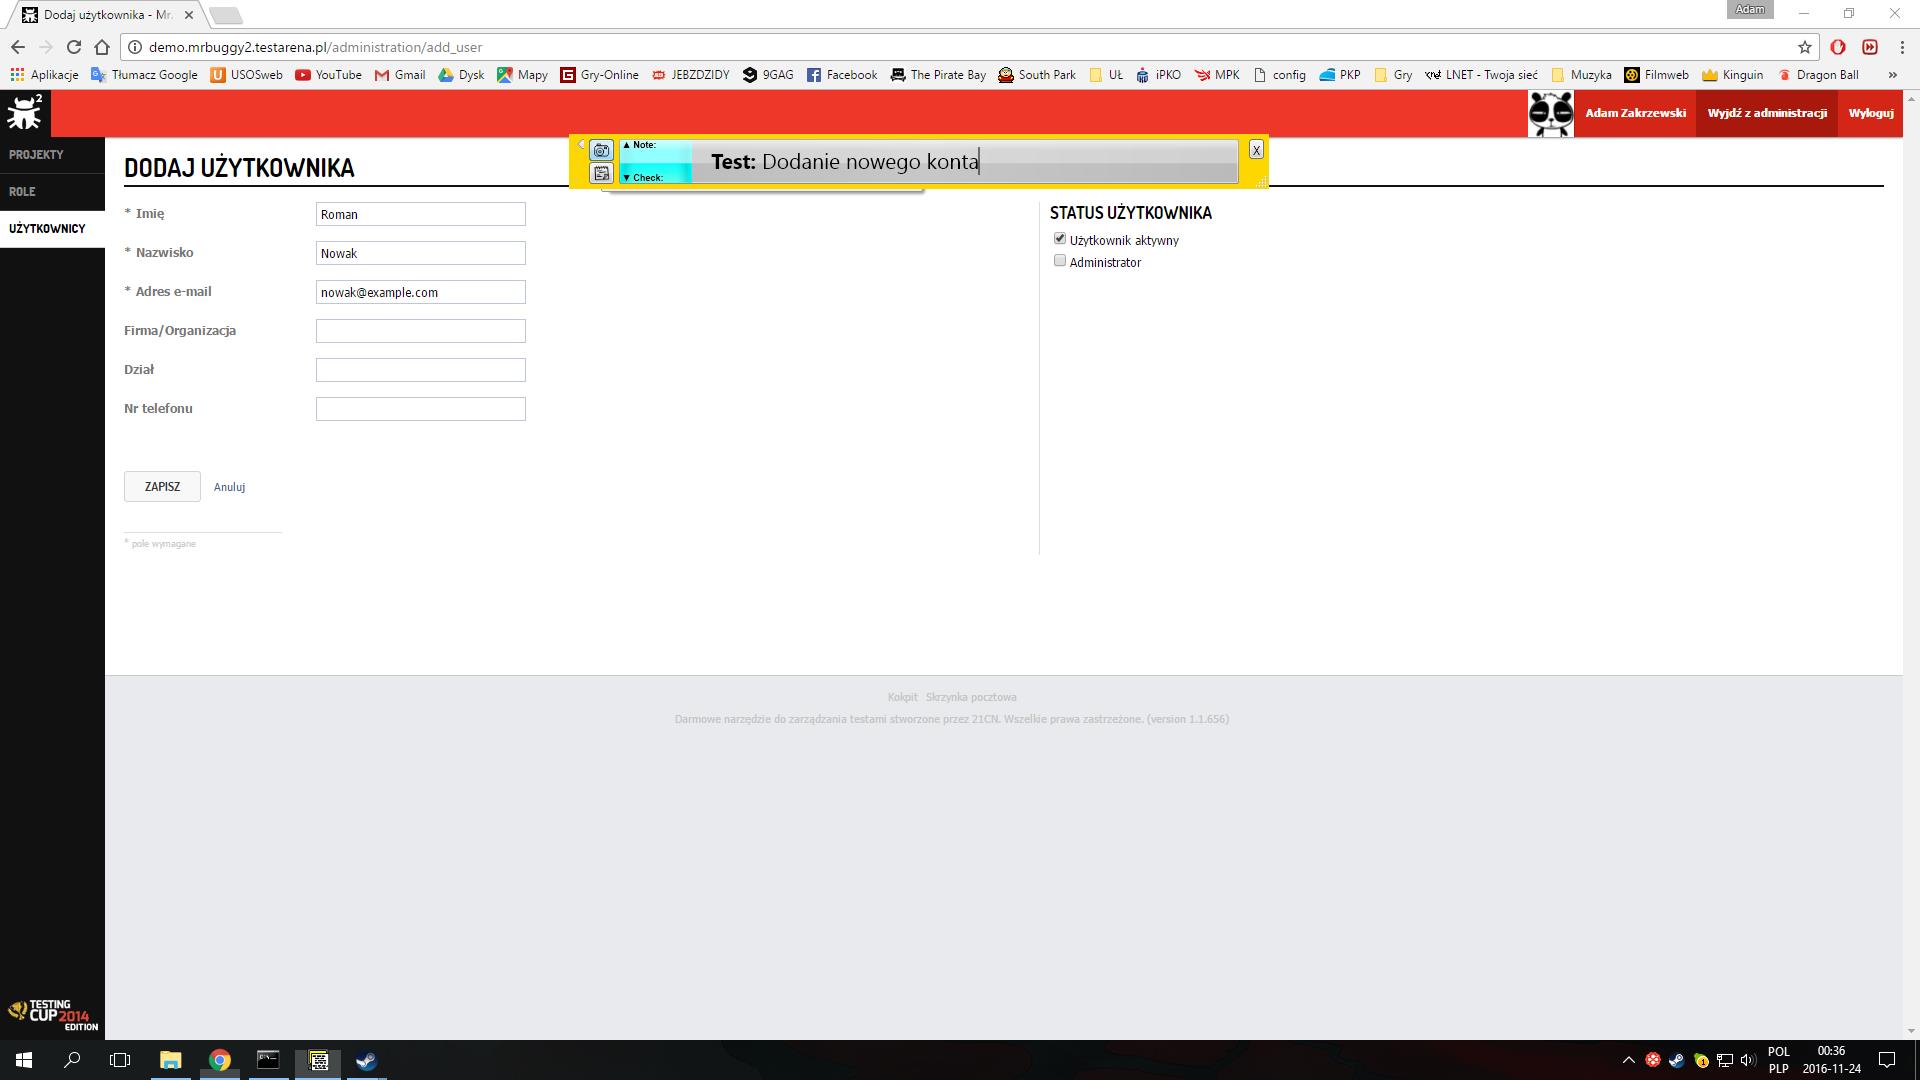 Dodaj użytkownika - Mr.
Adam
demo.mrbuggy2.testarena.pl/administration/add_user
Aplikacje Tłumacz Google USOSweb YouTube Gmail Dysk Mapy Gry-Online JEBZDZIDY 9GAG Facebook The Pirate Bay South Park UŁ iPKO MPK config PKP Gry LNET - Twoja sieć Muzyka Filmweb Kinguin Dragon Ball »
2
Adam Zakrzewski Wyjdź z administracji Wyloguj
PROJEKTY
ROLE
UŻYTKOWNICY
▲ Note:
Test: Dodanie nowego konta
▼ Check:
X
DODAJ UŻYTKOWNIKA
* Imię Roman
* Nazwisko Nowak
* Adres e-mail nowak@example.com
Firma/Organizacja
Dział
Nr telefonu
STATUS UŻYTKOWNIKA
Użytkownik aktywny
Administrator
ZAPISZ Anuluj
* pole wymagane
Kokpit Skrzynka pocztowa
Darmowe narzędzie do zarządzania testami stworzone przez 21CN. Wszelkie prawa zastrzeżone. (version 1.1.656)
TESTING
CUP 2014
EDITION
POL
PLP
00:36
2016-11-24